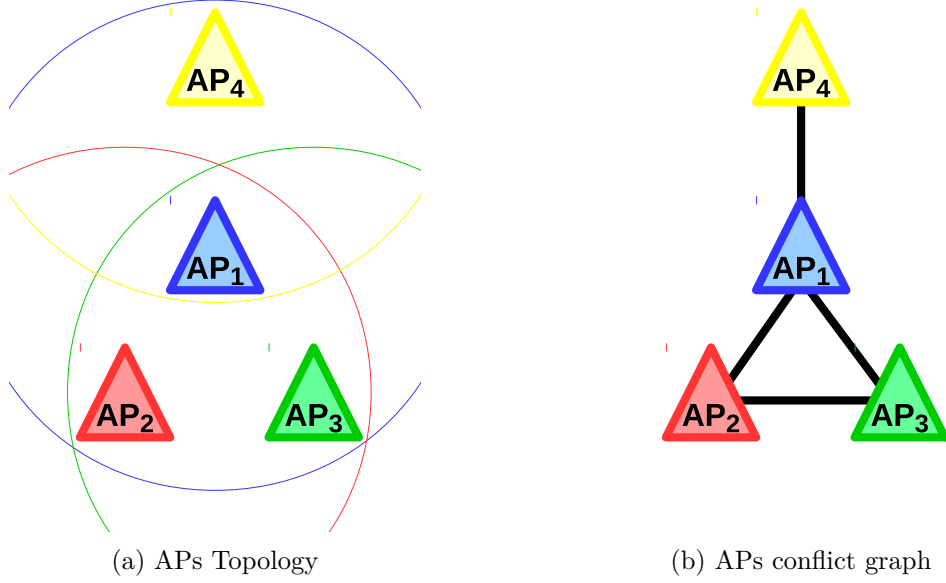 AP4
AP4
AP1
AP1
AP2
AP3
AP2
AP3
(a) APs Topology
(b) APs conflict graph